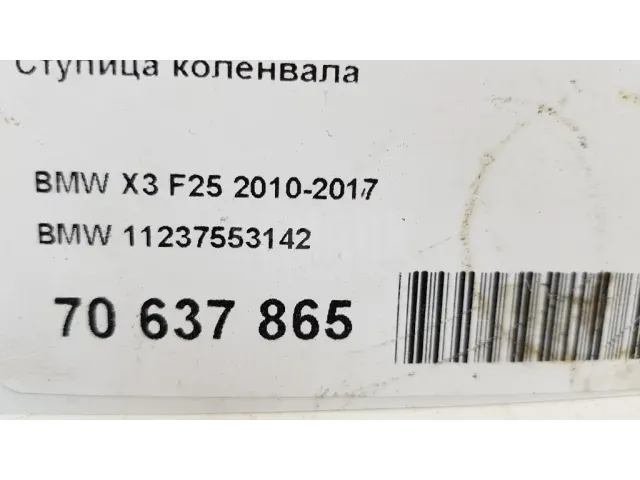 Ступица коленвала
BMW X3 F25 2010-2017
BMW 11237553142
70 637 865